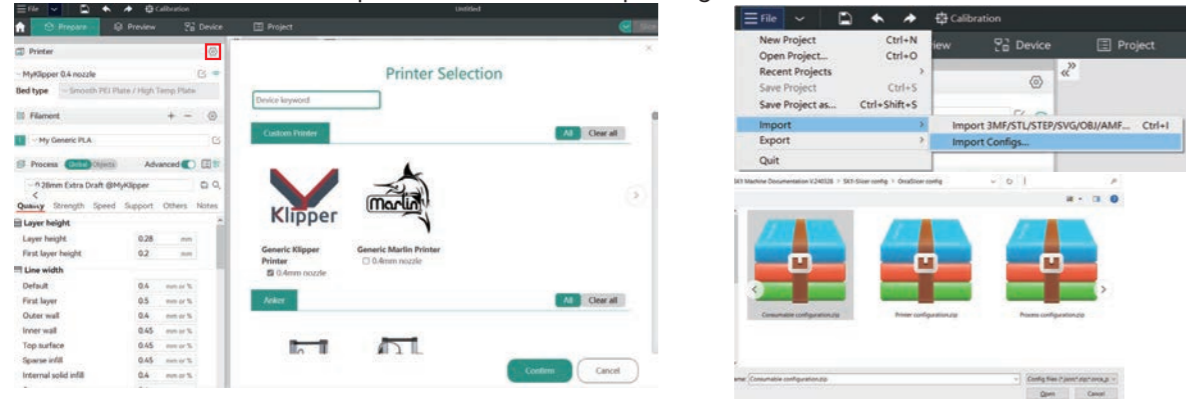 File
Calibration
Untitled
Prepare
Preview
Device
Project
Printer
MyKlipper 0.4 nozzle
Bed type
Smooth PEI Plate / High Temp Plate
Filament
1
My Generic PLA
Process
Global
Objects
Advanced
0.28mm Extra Draft @MyKlipper
Quality Strength Speed Support Others Notes
Layer height
Layer height 0.28 mm
First layer height 0.2 mm
Line width
Default 0.4 mm or %
First layer 0.5 mm or %
Outer wall 0.4 mm or %
Inner wall 0.45 mm or %
Top surface 0.45 mm or %
Sparse infill 0.45 mm or %
Internal solid infill 0.4 mm or %
Printer Selection
Device keyword
Custom Printer
All
Clear all
Klipper
Marlin
Generic Klipper Printer
0.4mm nozzle
Generic Marlin Printer
0.4mm nozzle
Anker
All
Clear all
Confirm
Cancel
File
Calibration
New Project Ctrl+N
Open Project... Ctrl+O
Recent Projects
Save Project Ctrl+S
Save Project as... Ctrl+Shift+S
Import
Export
Quit
Import 3MF/STL/STEP/SVG/OBJ/AMF... Ctrl+I
Import Configs...
Device
Project
SKS-Slicer config > OrcaSlicer config
Consumable configuration.zip
Printer configuration.zip
Process configuration.zip
Consumable configuration.zip
Open
Cancel